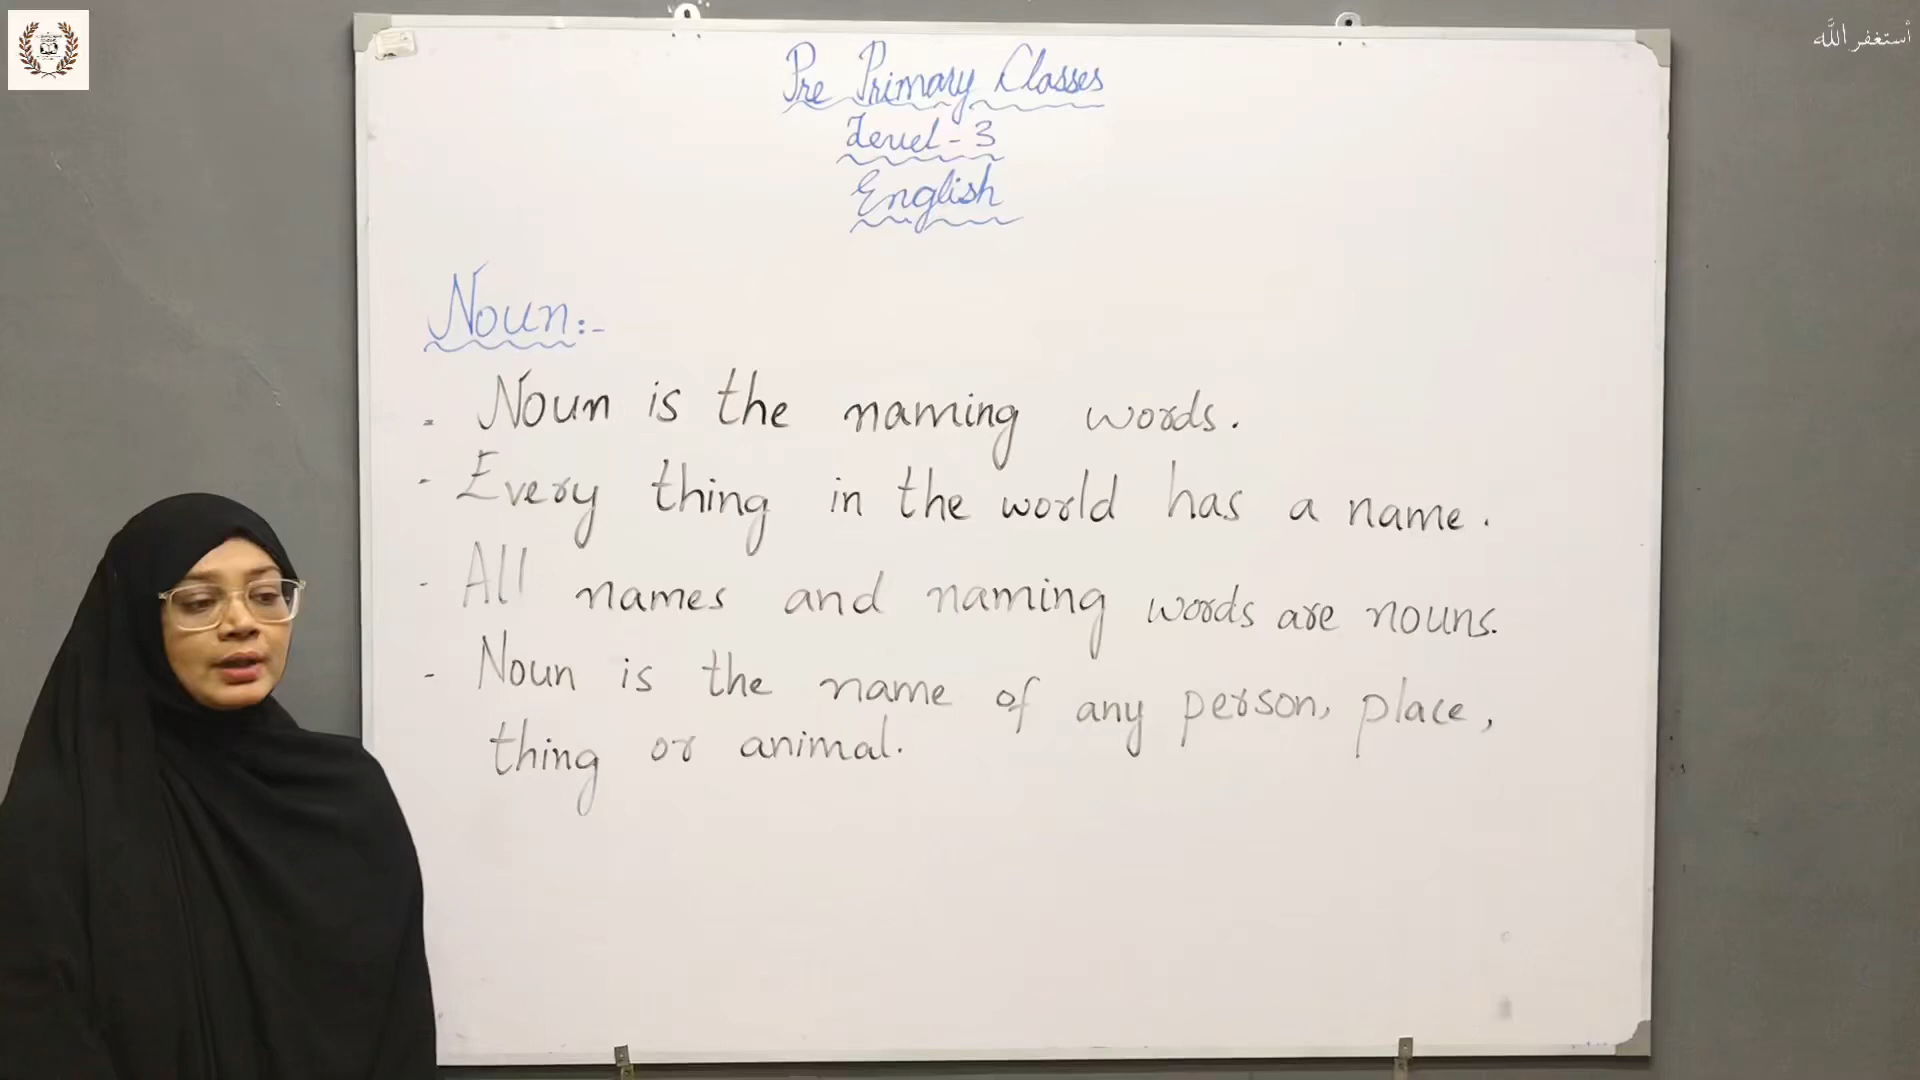 أستغفر الله
Pre Primary Classes
Level - 3
English
Noun:-
- Noun is the naming words.
- Every thing in the world has a name.
- All names and naming words are nouns.
- Noun is the name of any person, place,
thing or animal.